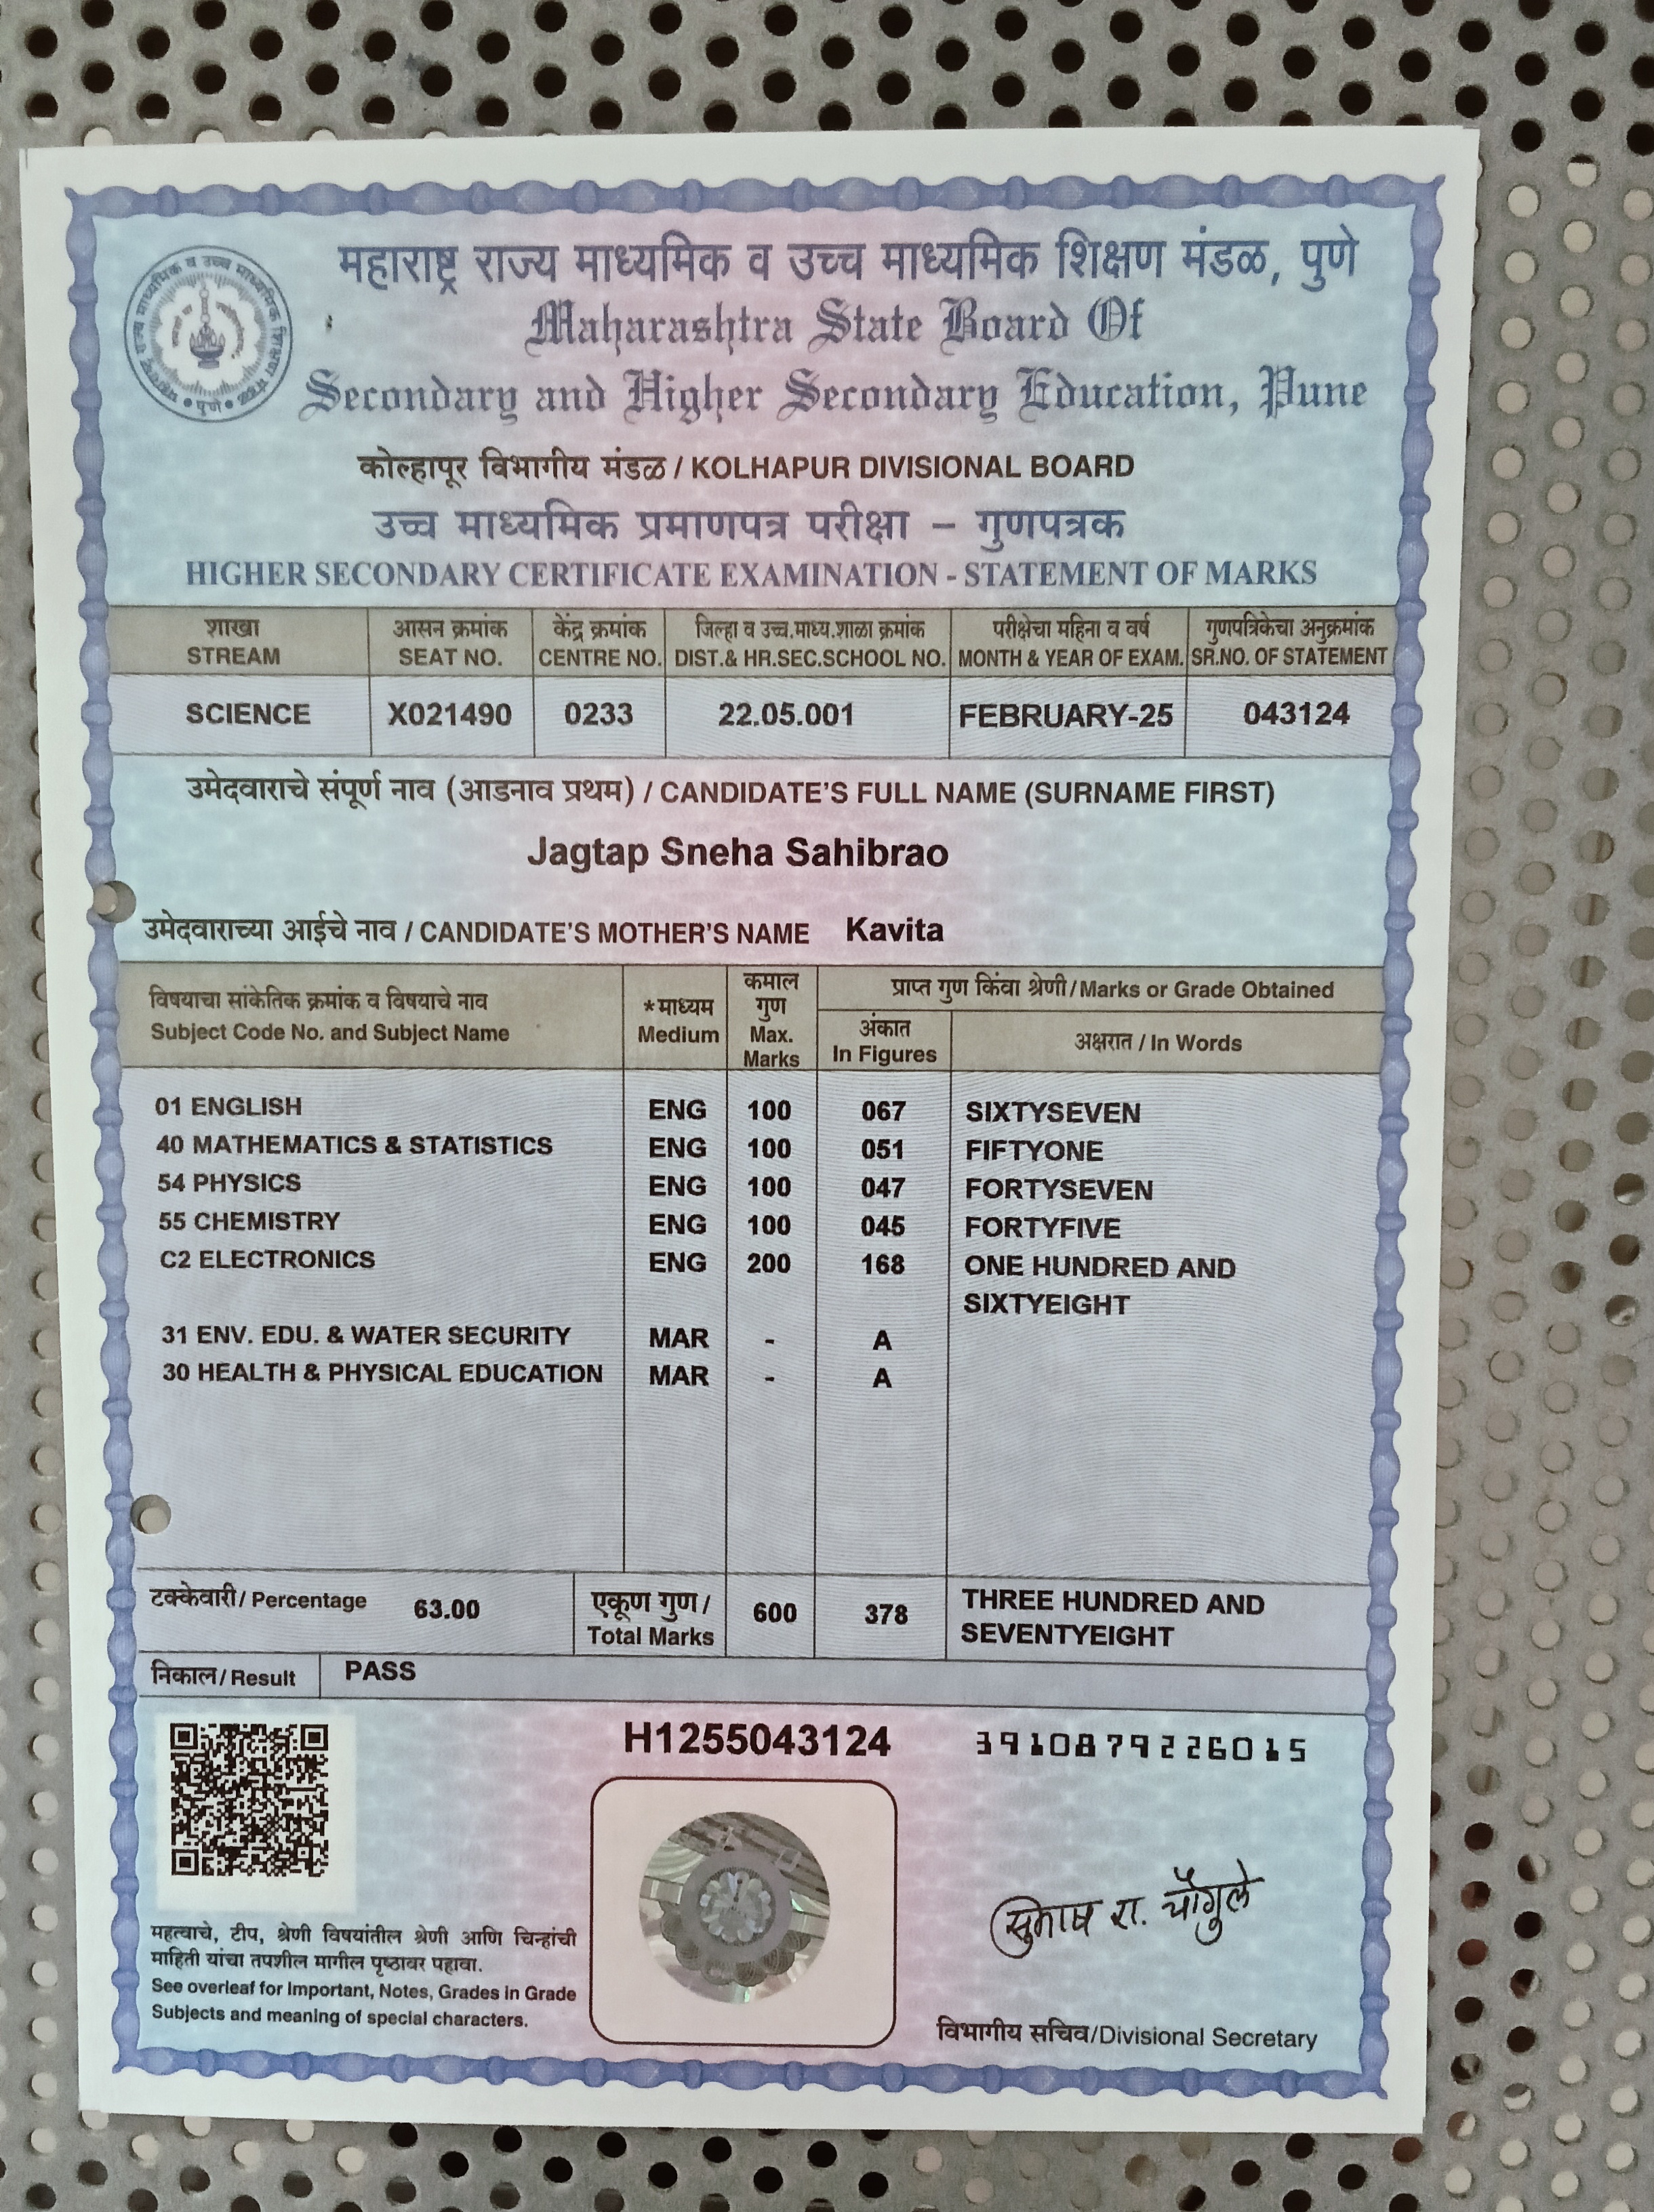 महाराष्ट्र राज्य माध्यमिक व उच्च माध्यमिक शिक्षण मंडळ, पुणे
Maharashtra State Board Of
Secondary and Higher Secondary Education, Pune
कोल्हापूर विभागीय मंडळ / KOLHAPUR DIVISIONAL BOARD
उच्च माध्यमिक प्रमाणपत्र परीक्षा – गुणपत्रक
HIGHER SECONDARY CERTIFICATE EXAMINATION - STATEMENT OF MARKS
शाखा आसन क्रमांक केंद्र क्रमांक जिल्हा व उच्च.माध्य.शाळा क्रमांक परीक्षेचा महिना व वर्ष गुणपत्रिकेचा अनुक्रमांक
STREAM SEAT NO. CENTRE NO. DIST.& HR.SEC.SCHOOL NO. MONTH & YEAR OF EXAM. SR.NO. OF STATEMENT
SCIENCE X021490 0233 22.05.001 FEBRUARY-25 043124
उमेदवाराचे संपूर्ण नाव (आडनाव प्रथम) / CANDIDATE'S FULL NAME (SURNAME FIRST)
Jagtap Sneha Sahibrao
उमेदवाराच्या आईचे नाव / CANDIDATE'S MOTHER'S NAME Kavita
विषयाचा सांकेतिक क्रमांक व विषयाचे नाव
Subject Code No. and Subject Name
*माध्यम
Medium
कमाल
गुण
Max.
Marks
प्राप्त गुण किंवा श्रेणी/Marks or Grade Obtained
अंकात
In Figures
अक्षरात / In Words
01 ENGLISH ENG 100 067 SIXTYSEVEN
40 MATHEMATICS & STATISTICS ENG 100 051 FIFTYONE
54 PHYSICS ENG 100 047 FORTYSEVEN
55 CHEMISTRY ENG 100 045 FORTYFIVE
C2 ELECTRONICS ENG 200 168 ONE HUNDRED AND
SIXTYEIGHT
31 ENV. EDU. & WATER SECURITY MAR - A
30 HEALTH & PHYSICAL EDUCATION MAR - A
टक्केवारी/ Percentage 63.00
एकूण गुण /
Total Marks
600 378
THREE HUNDRED AND
SEVENTYEIGHT
निकाल/ Result PASS
H1255043124 3910879226015
महत्वाचे, टीप, श्रेणी विषयांतील श्रेणी आणि चिन्हांची
माहिती यांचा तपशील मागील पृष्ठावर पहावा.
See overleaf for Important, Notes, Grades in Grade
Subjects and meaning of special characters.
सुभाष रा. चौगुले
विभागीय सचिव/Divisional Secretary